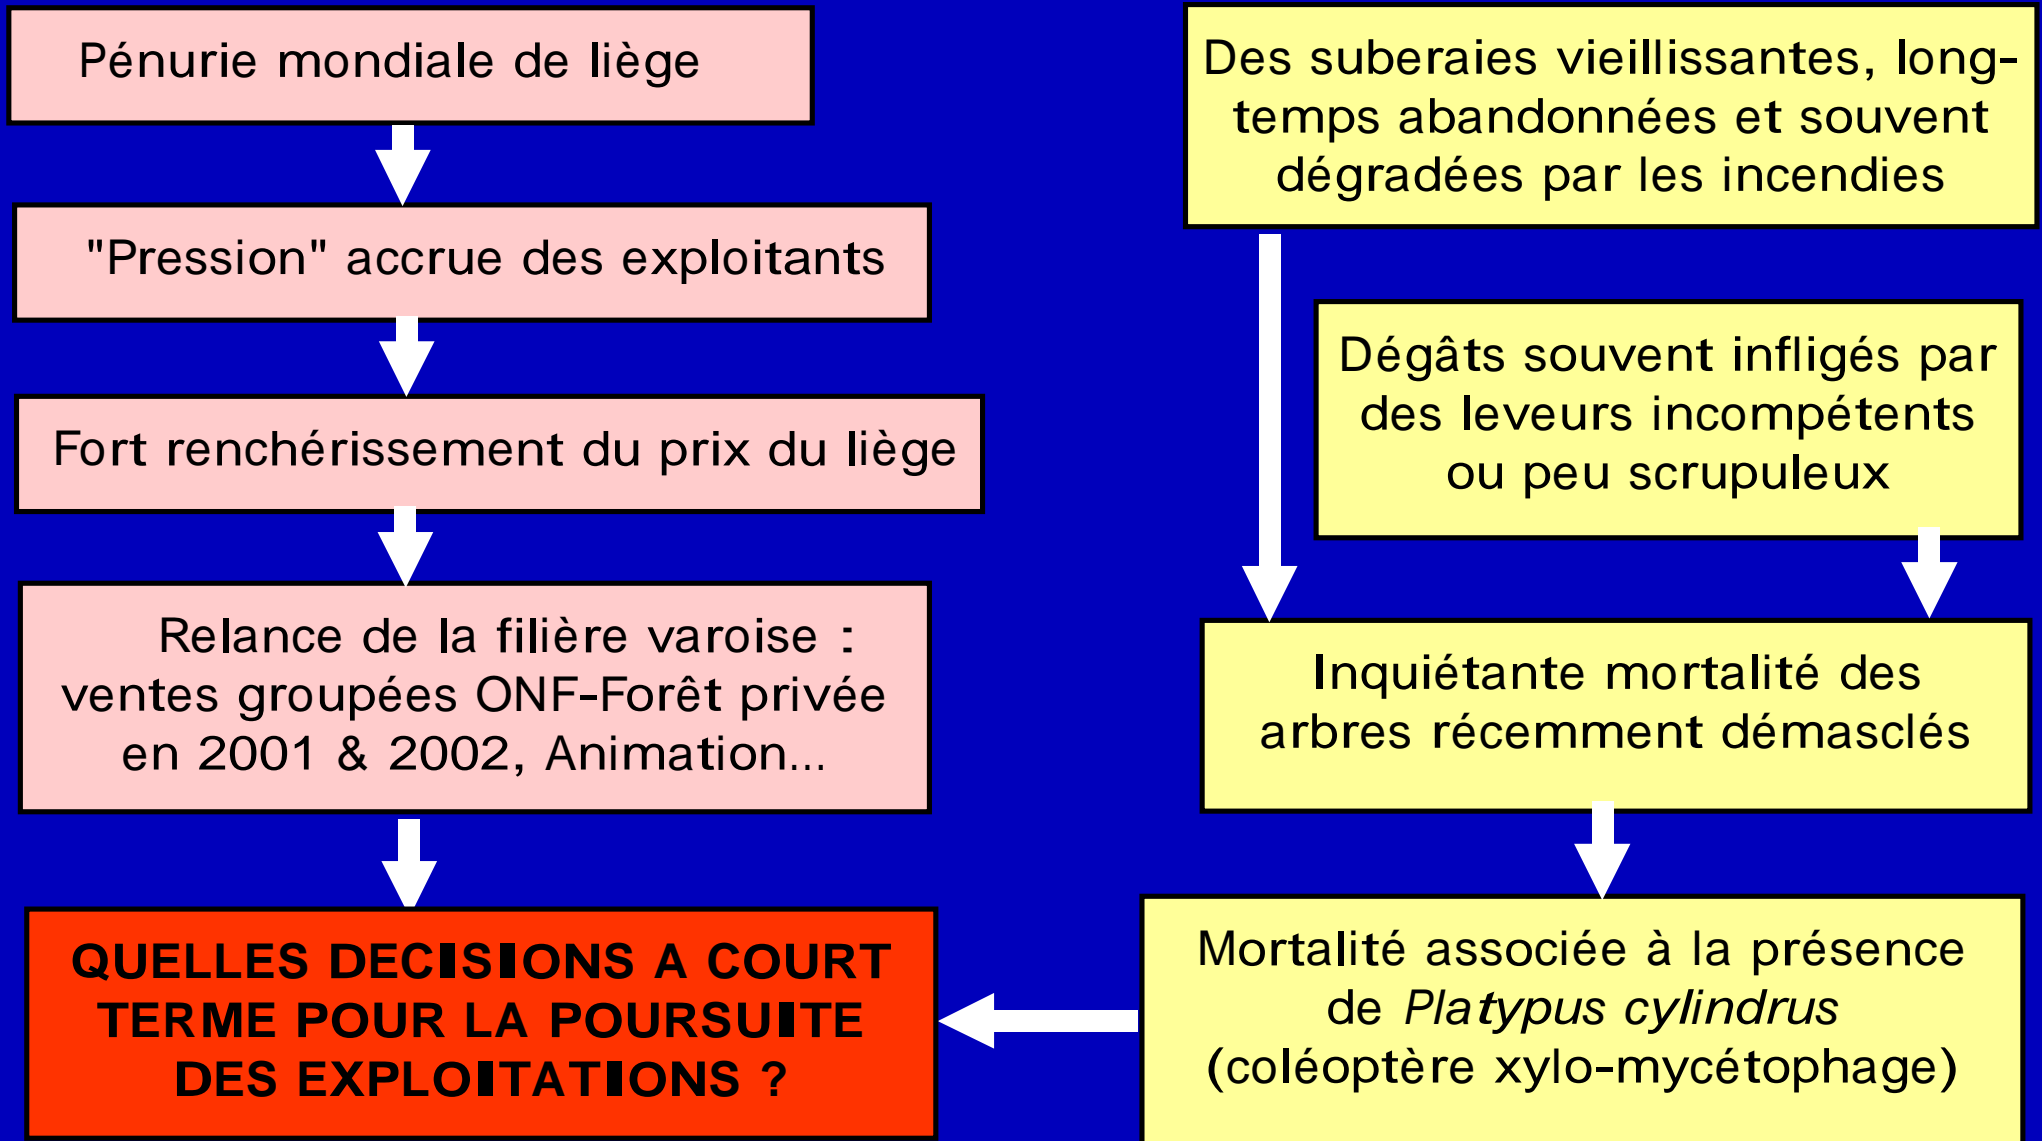 Pénurie mondiale de liège
"Pression" accrue des exploitants
Fort renchérissement du prix du liège
Relance de la filière varoise :
ventes groupées ONF-Forêt privée
en 2001 & 2002, Animation...
QUELLES DECISIONS A COURT
TERME POUR LA POURSUITE
DES EXPLOITATIONS ?
Des suberaies vieillissantes, long-
temps abandonnées et souvent
dégradées par les incendies
Dégâts souvent infligés par
des leveurs incompétents
ou peu scrupuleux
Inquiétante mortalité des
arbres récemment démasclés
Mortalité associée à la présence
de Platypus cylindrus
(coléoptère xylo-mycétophage)